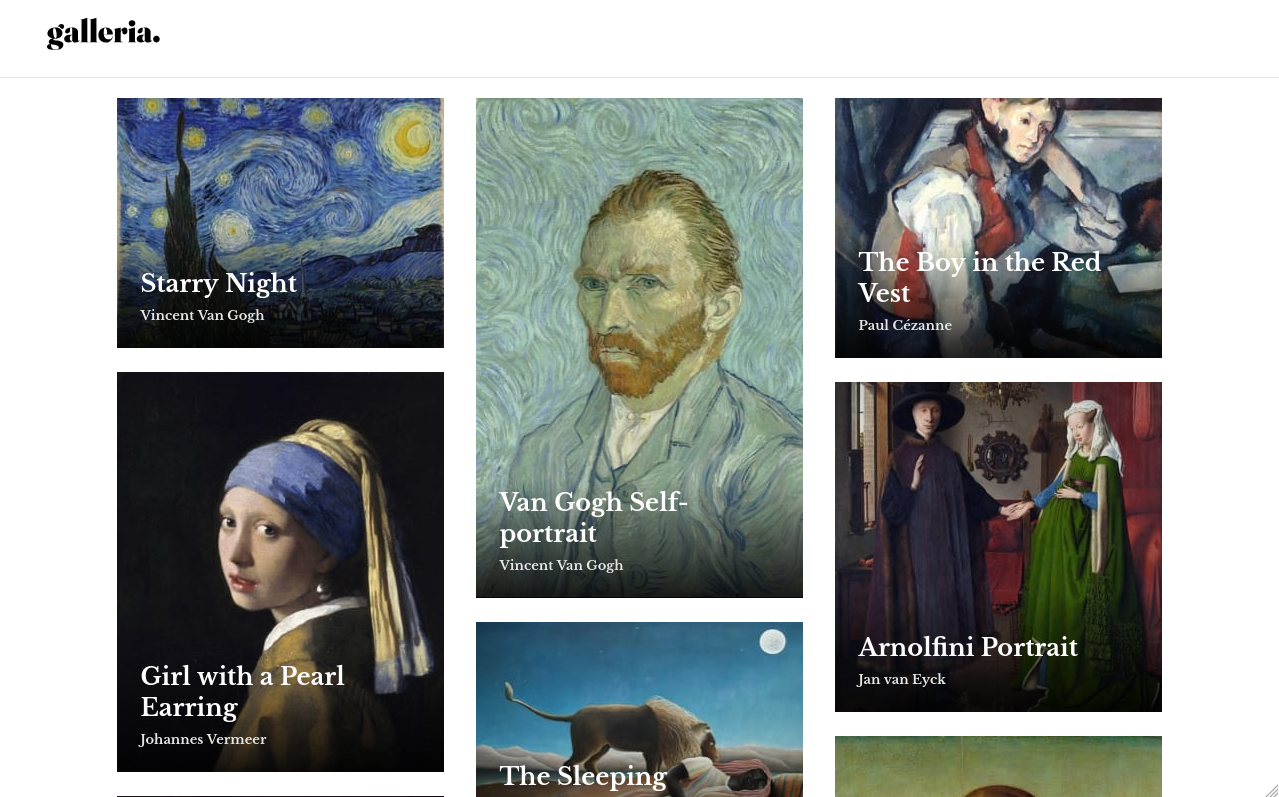 galleria.
Starry Night
Vincent Van Gogh
Girl with a Pearl
Earring
Johannes Vermeer
Van Gogh Self-
portrait
Vincent Van Gogh
The Sleeping
The Boy in the Red
Vest
Paul Cézanne
Arnolfini Portrait
Jan van Eyck